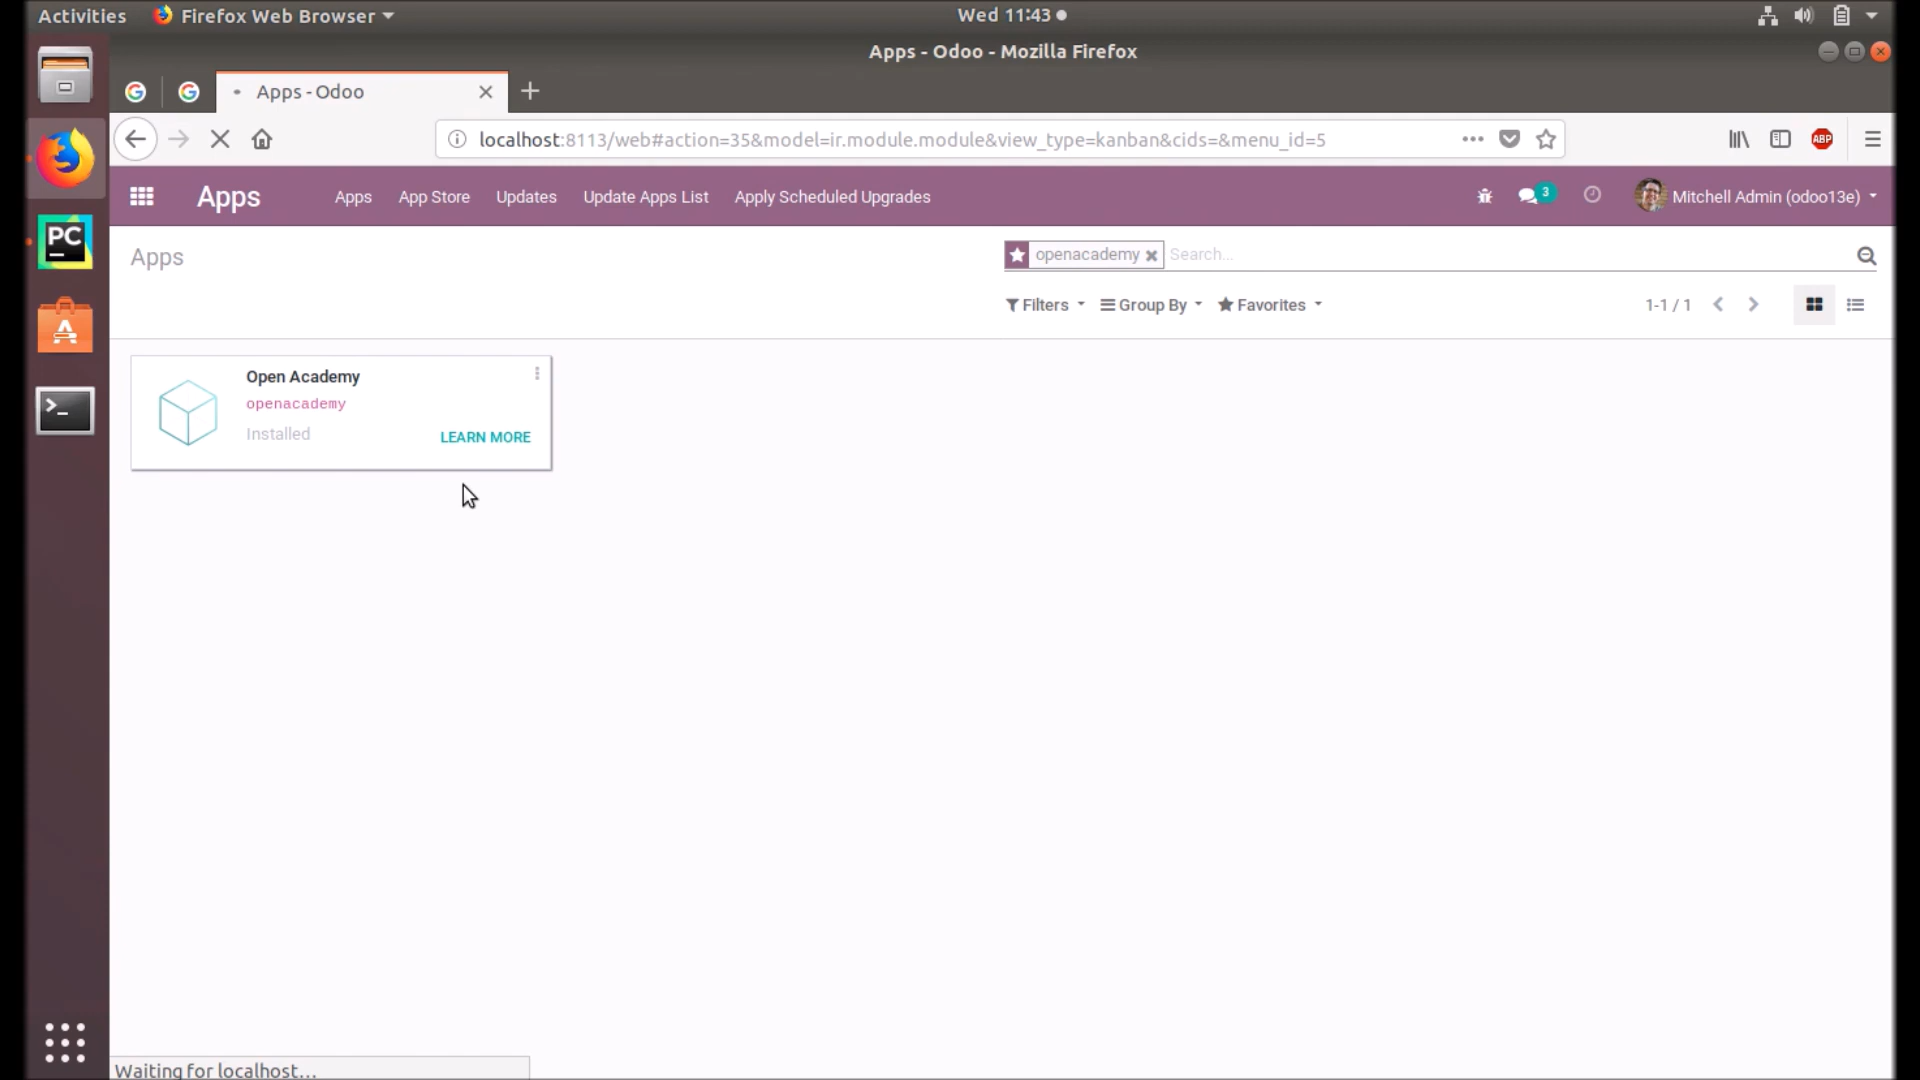 Activities Firefox Web Browser Wed 11:43
Apps - Odoo - Mozilla Firefox
Apps - Odoo
localhost:8113/web#action=35&model=ir.module.module&view_type=kanban&cids=&menu_id=5
ABP
Apps Apps App Store Updates Update Apps List Apply Scheduled Upgrades 3 Mitchell Admin (odoo13e)
Apps openacademy Search...
Filters Group By Favorites 1-1 / 1
PC
Open Academy
openacademy
Installed LEARN MORE
Waiting for localhost...